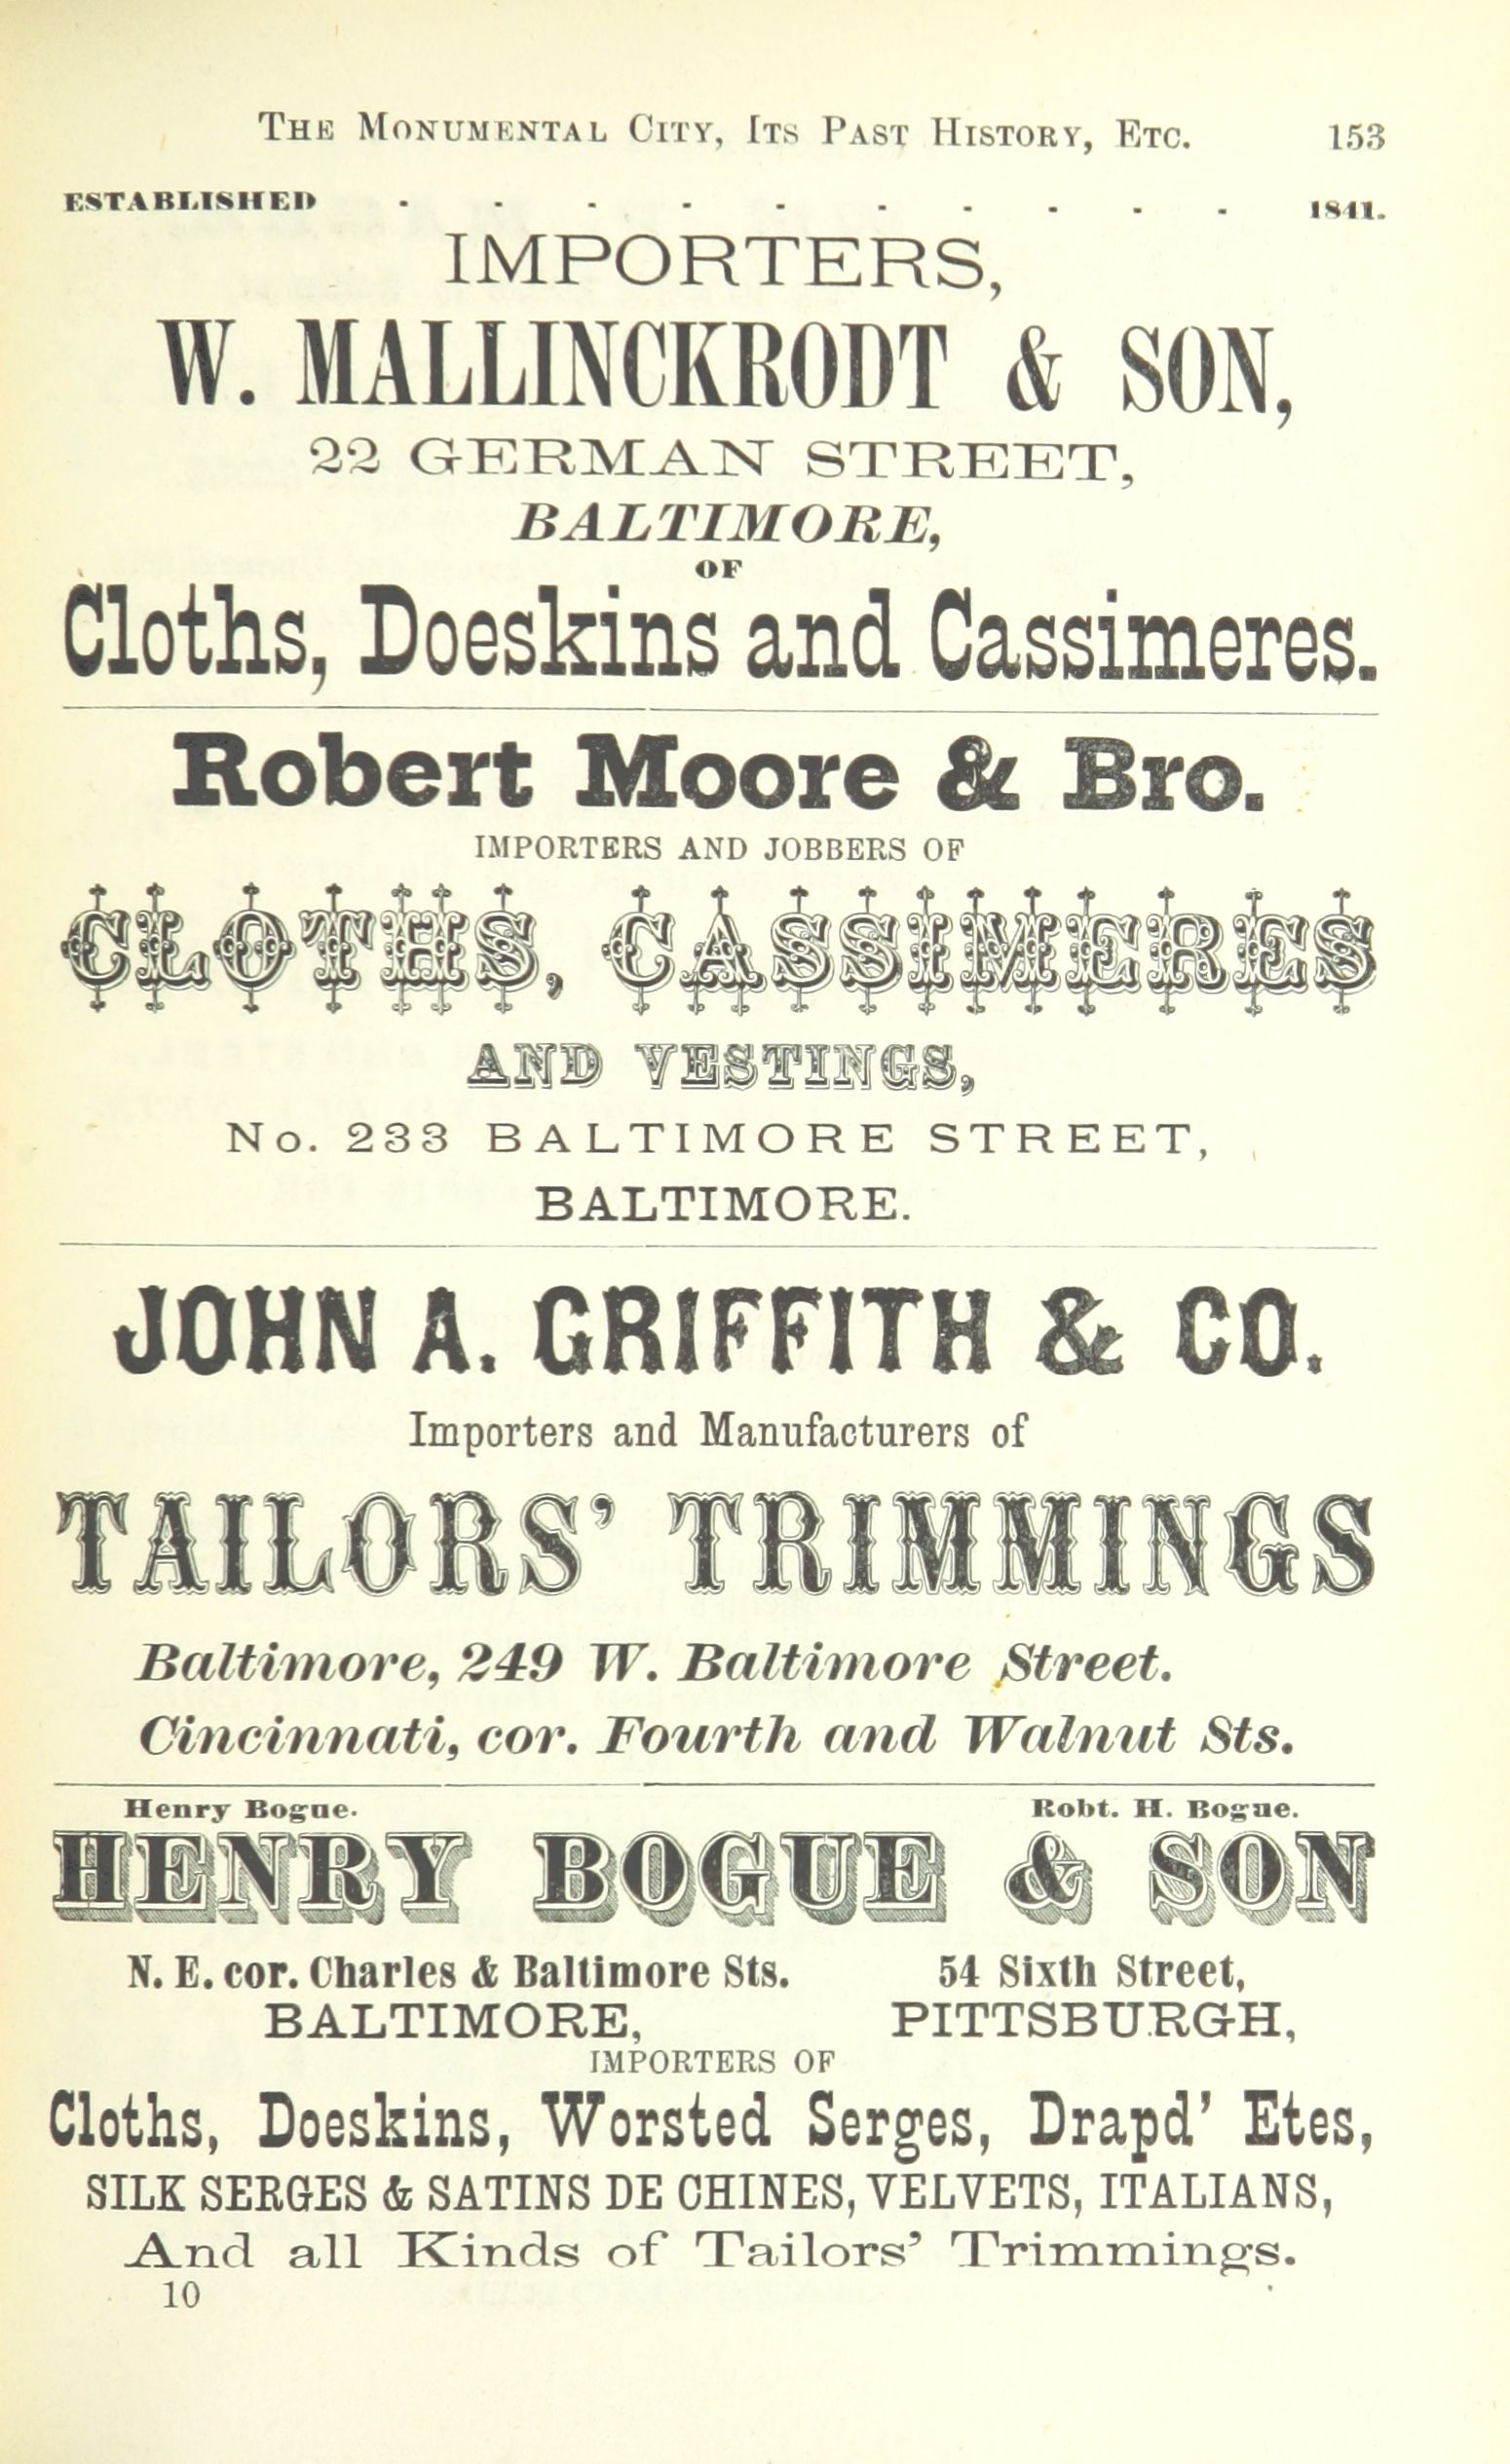 The Monumental City, Its Past History, Etc. 153
ESTABLISHED - - - - - - - - - - 1841.
IMPORTERS,
W. MALLINCKRODT & SON,
22 GERMAN STREET,
BALTIMORE,
OF
Cloths, Doeskins and Cassimeres.
Robert Moore & Bro.
IMPORTERS AND JOBBERS OF
CLOTHS, CASSIMERES
AND VESTINGS,
No. 233 BALTIMORE STREET,
BALTIMORE.
JOHN A. GRIFFITH & CO.
Importers and Manufacturers of
TAILORS' TRIMMINGS
Baltimore, 249 W. Baltimore Street.
Cincinnati, cor. Fourth and Walnut Sts.
Henry Bogue. Robt. H. Bogue.
HENRY BOGUE & SON
N. E. cor. Charles & Baltimore Sts. 54 Sixth Street,
BALTIMORE, PITTSBURGH,
IMPORTERS OF
Cloths, Doeskins, Worsted Serges, Drapd' Etes,
SILK SERGES & SATINS DE CHINES, VELVETS, ITALIANS,
And all Kinds of Tailors' Trimmings.
10